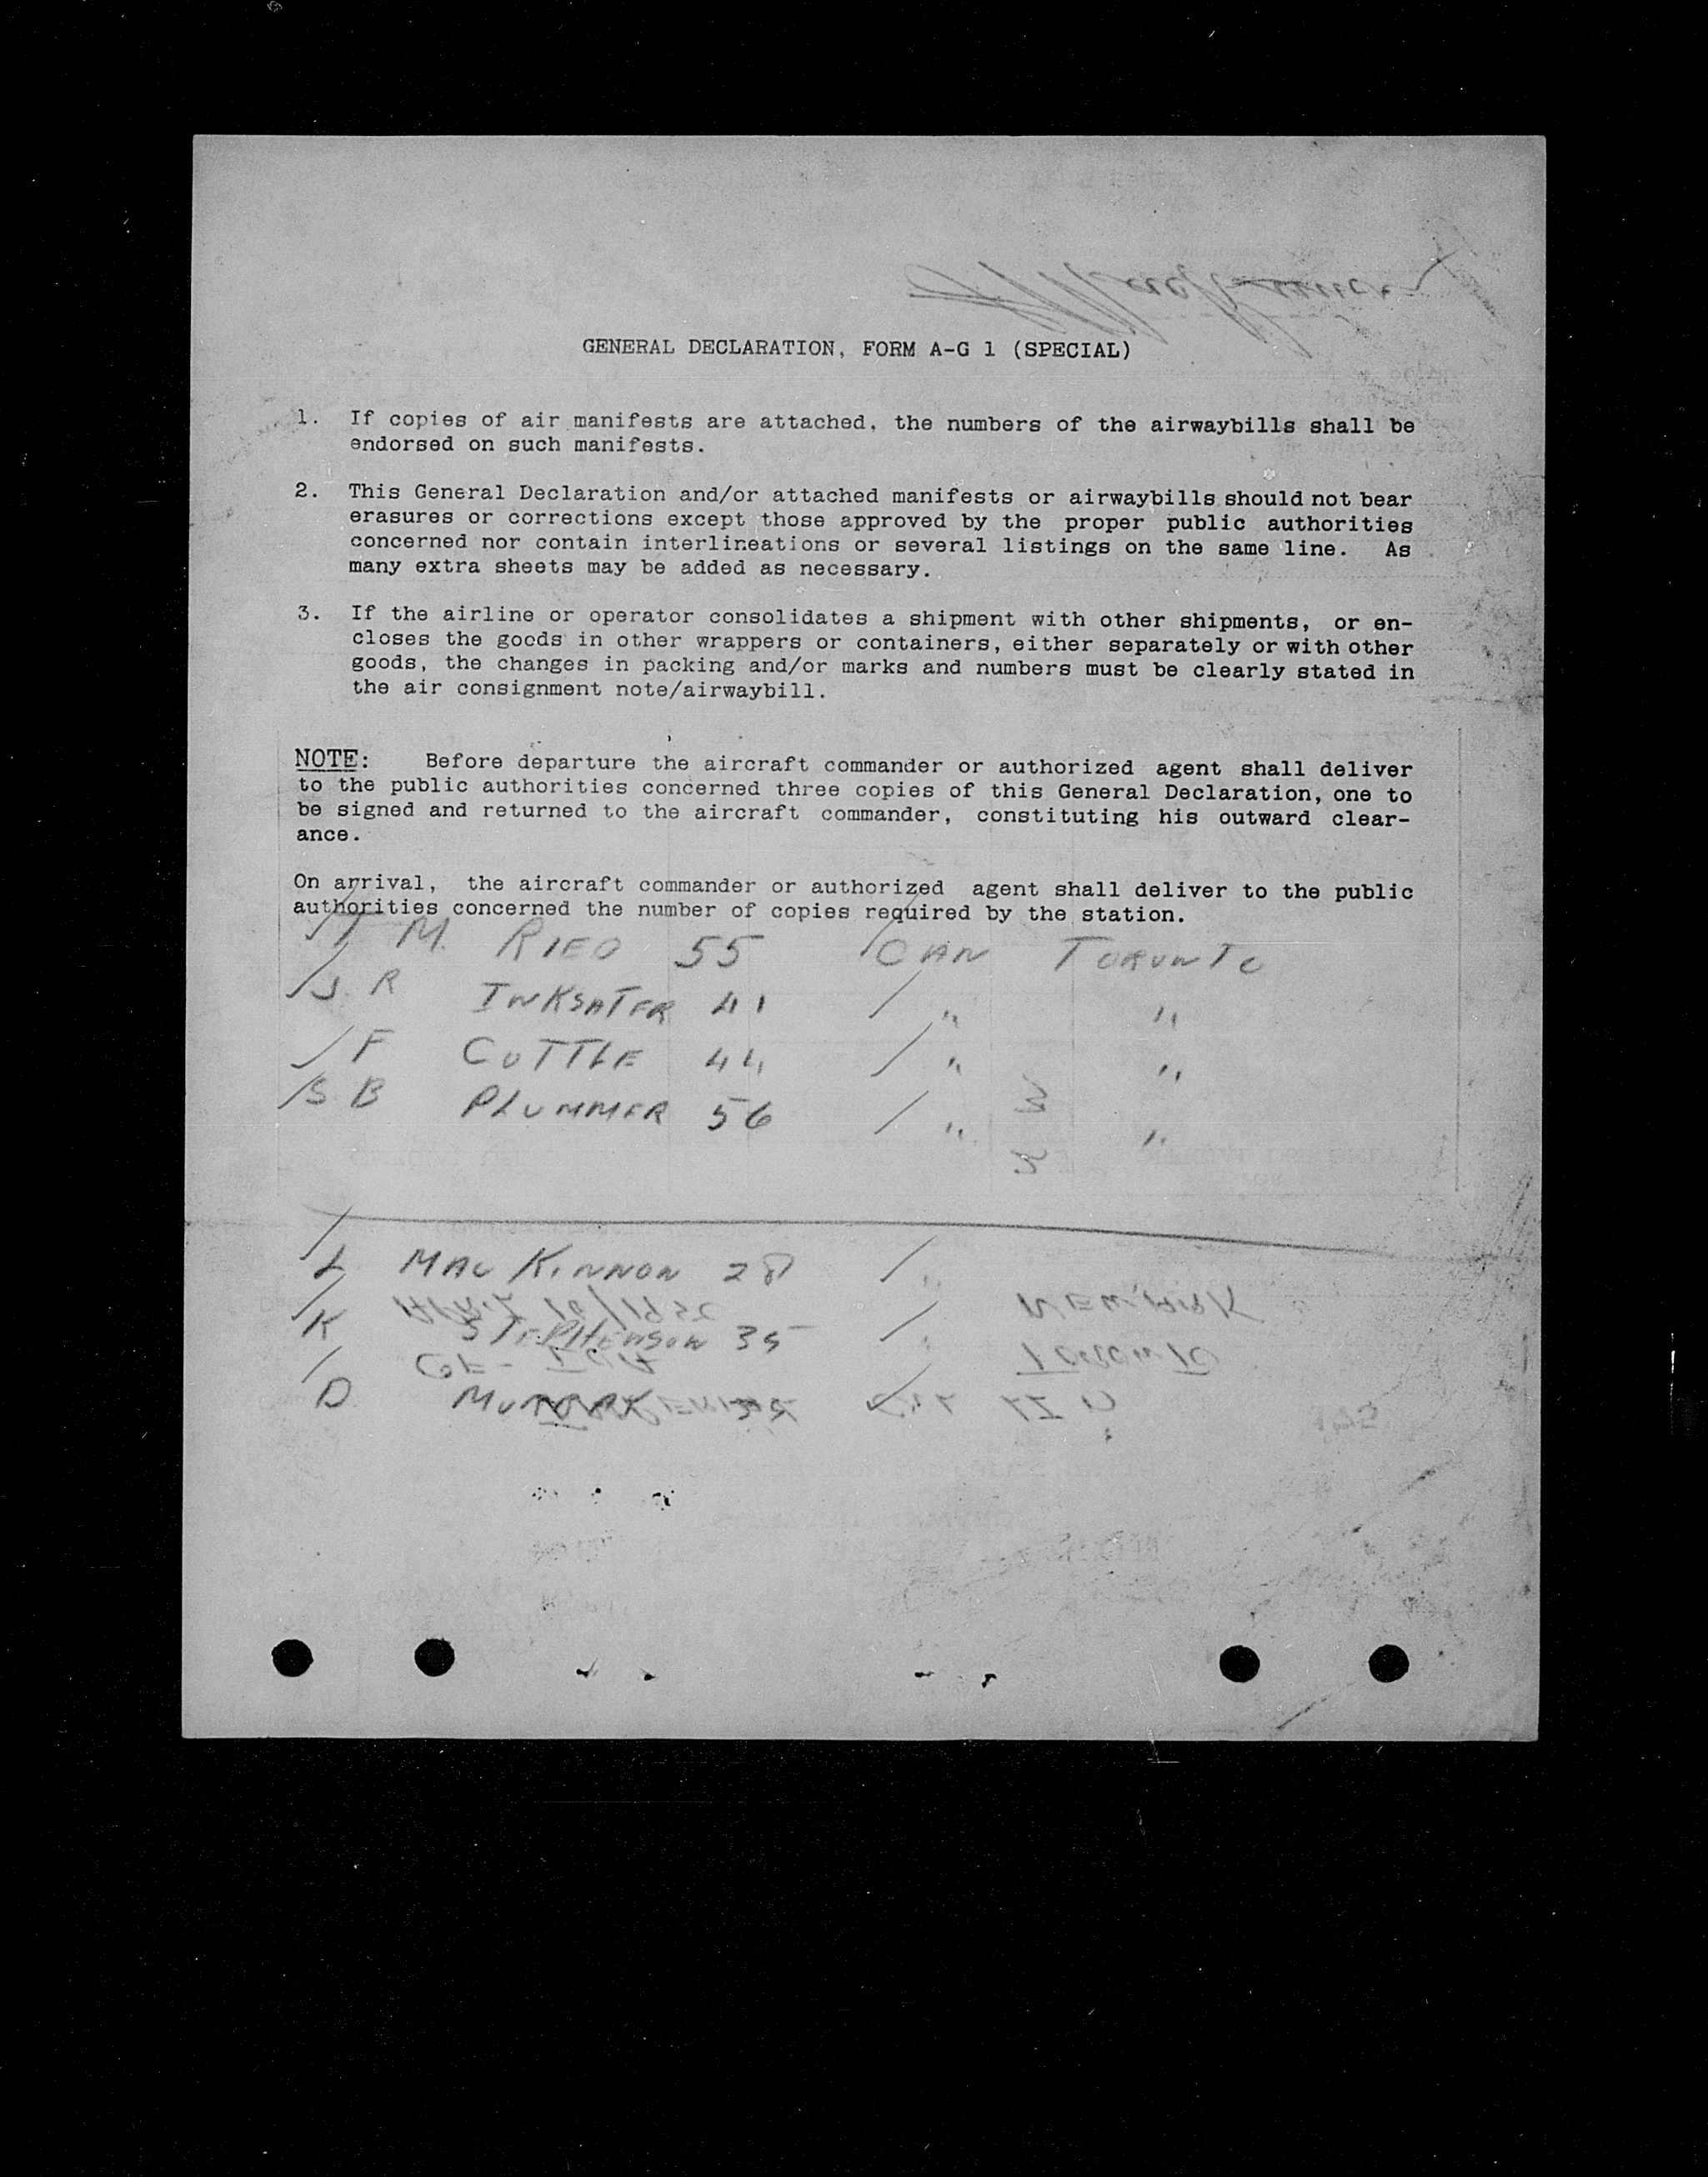 GENERAL DECLARATION, FORM A-G 1 (SPECIAL)
1. If copies of air manifests are attached, the numbers of the airwaybills shall be
endorsed on such manifests.
2. This General Declaration and/or attached manifests or airwaybills should not bear
erasures or corrections except those approved by the proper public authorities
concerned nor contain interlineations or several listings on the same line. As
many extra sheets may be added as necessary.
3. If the airline or operator consolidates a shipment with other shipments, or en-
closes the goods in other wrappers or containers, either separately or with other
goods, the changes in packing and/or marks and numbers must be clearly stated in
the air consignment note/airwaybill.
NOTE: Before departure the aircraft commander or authorized agent shall deliver
to the public authorities concerned three copies of this General Declaration, one to
be signed and returned to the aircraft commander, constituting his outward clear-
ance.
On arrival, the aircraft commander or authorized agent shall deliver to the public
authorities concerned the number of copies required by the station.
M. RIED 55 CAN TORONTO
J. R INKSATER 41 / " "
F CUTTLE 44 / " "
S B PLUMMER 56 / " "
L MAC KINNON 28 / "
K STEPHENSON 35 / "
D MURRAY